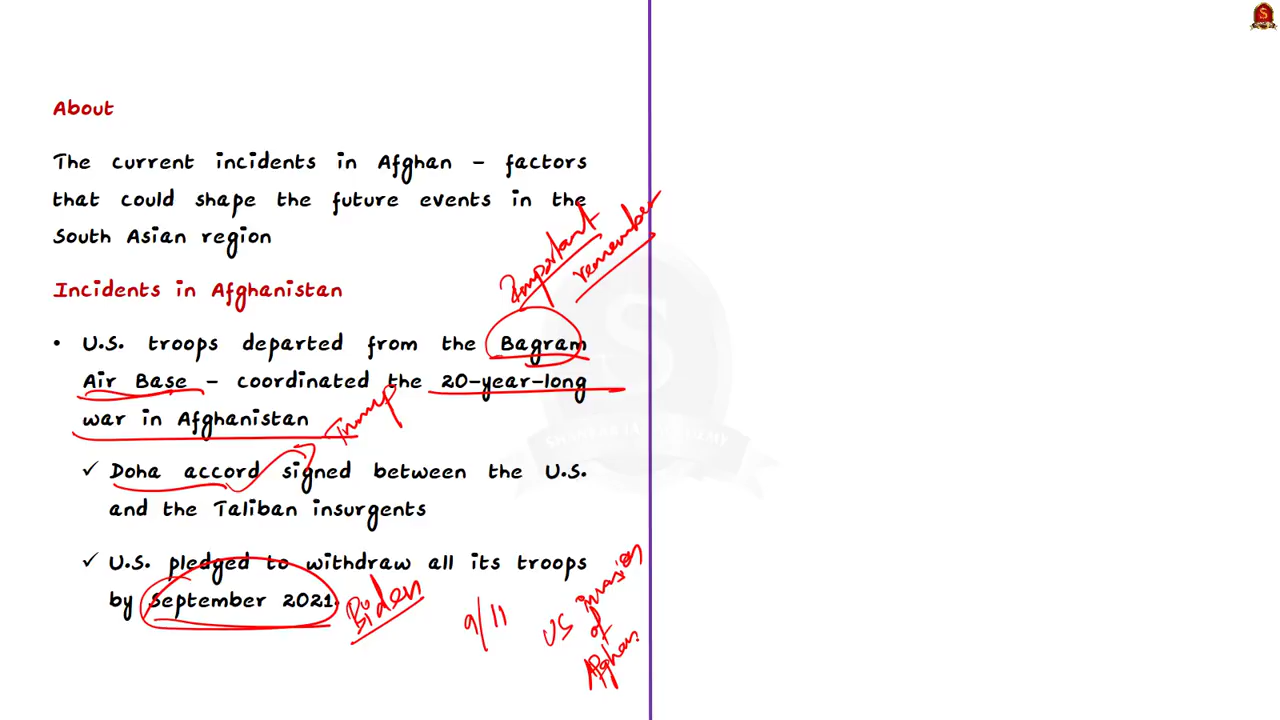 About
The current incidents in Afghan – factors
that could shape the future events in the
South Asian region
Important
remember
Incidents in Afghanistan
• U.S. troops departed from the Bagram
Air Base – coordinated the 20-year-long
war in Afghanistan
Trump
✓ Doha accord signed between the U.S.
and the Taliban insurgents
✓ U.S. pledged to withdraw all its troops
by September 2021.
Biden
9/11
US invasion
of
Afghan
S